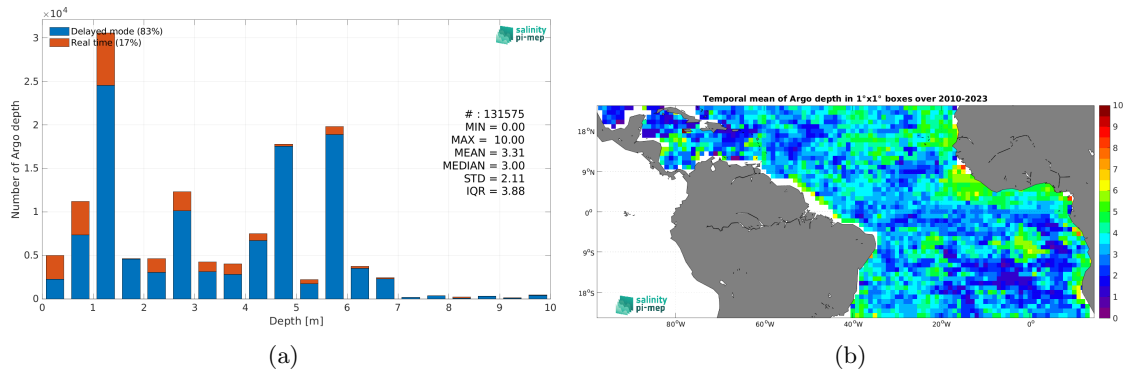 ×10⁴
Delayed mode (83%)
Real time (17%)
salinity
pi-mep
# : 131575
MIN = 0.00
MAX = 10.00
MEAN = 3.31
MEDIAN = 3.00
STD = 2.11
IQR = 3.88
Number of Argo depth
3
2.5
2
1.5
1
0.5
0
0 1 2 3 4 5 6 7 8 9 10
Depth [m]
(a)
Temporal mean of Argo depth in 1°x1° boxes over 2010-2023
18°N
9°N
0°
9°S
18°S
80°W 60°W 40°W 20°W 0°
10
9
8
7
6
5
4
3
2
1
0
salinity
pi-mep
(b)